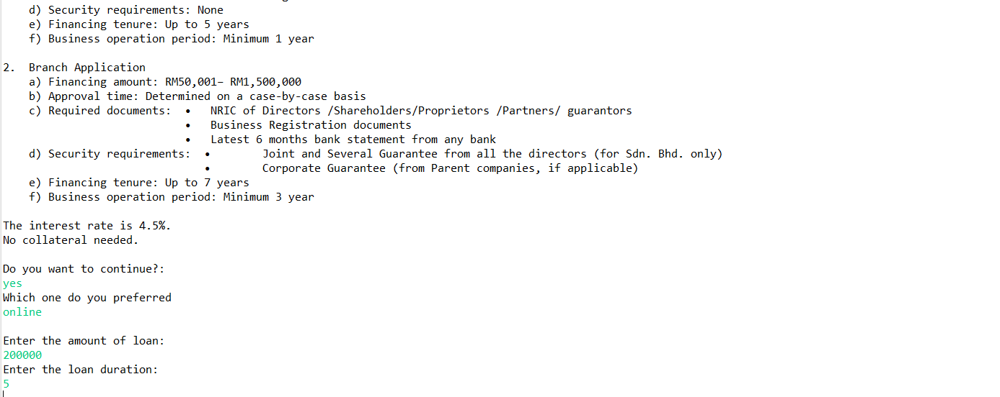 d) Security requirements: None
e) Financing tenure: Up to 5 years
f) Business operation period: Minimum 1 year
2. Branch Application
a) Financing amount: RM50,001– RM1,500,000
b) Approval time: Determined on a case-by-case basis
c) Required documents: • NRIC of Directors /Shareholders/Proprietors /Partners/ guarantors
• Business Registration documents
• Latest 6 months bank statement from any bank
d) Security requirements: • Joint and Several Guarantee from all the directors (for Sdn. Bhd. only)
• Corporate Guarantee (from Parent companies, if applicable)
e) Financing tenure: Up to 7 years
f) Business operation period: Minimum 3 year
The interest rate is 4.5%.
No collateral needed.
Do you want to continue?:
yes
Which one do you preferred
online
Enter the amount of loan:
200000
Enter the loan duration:
5